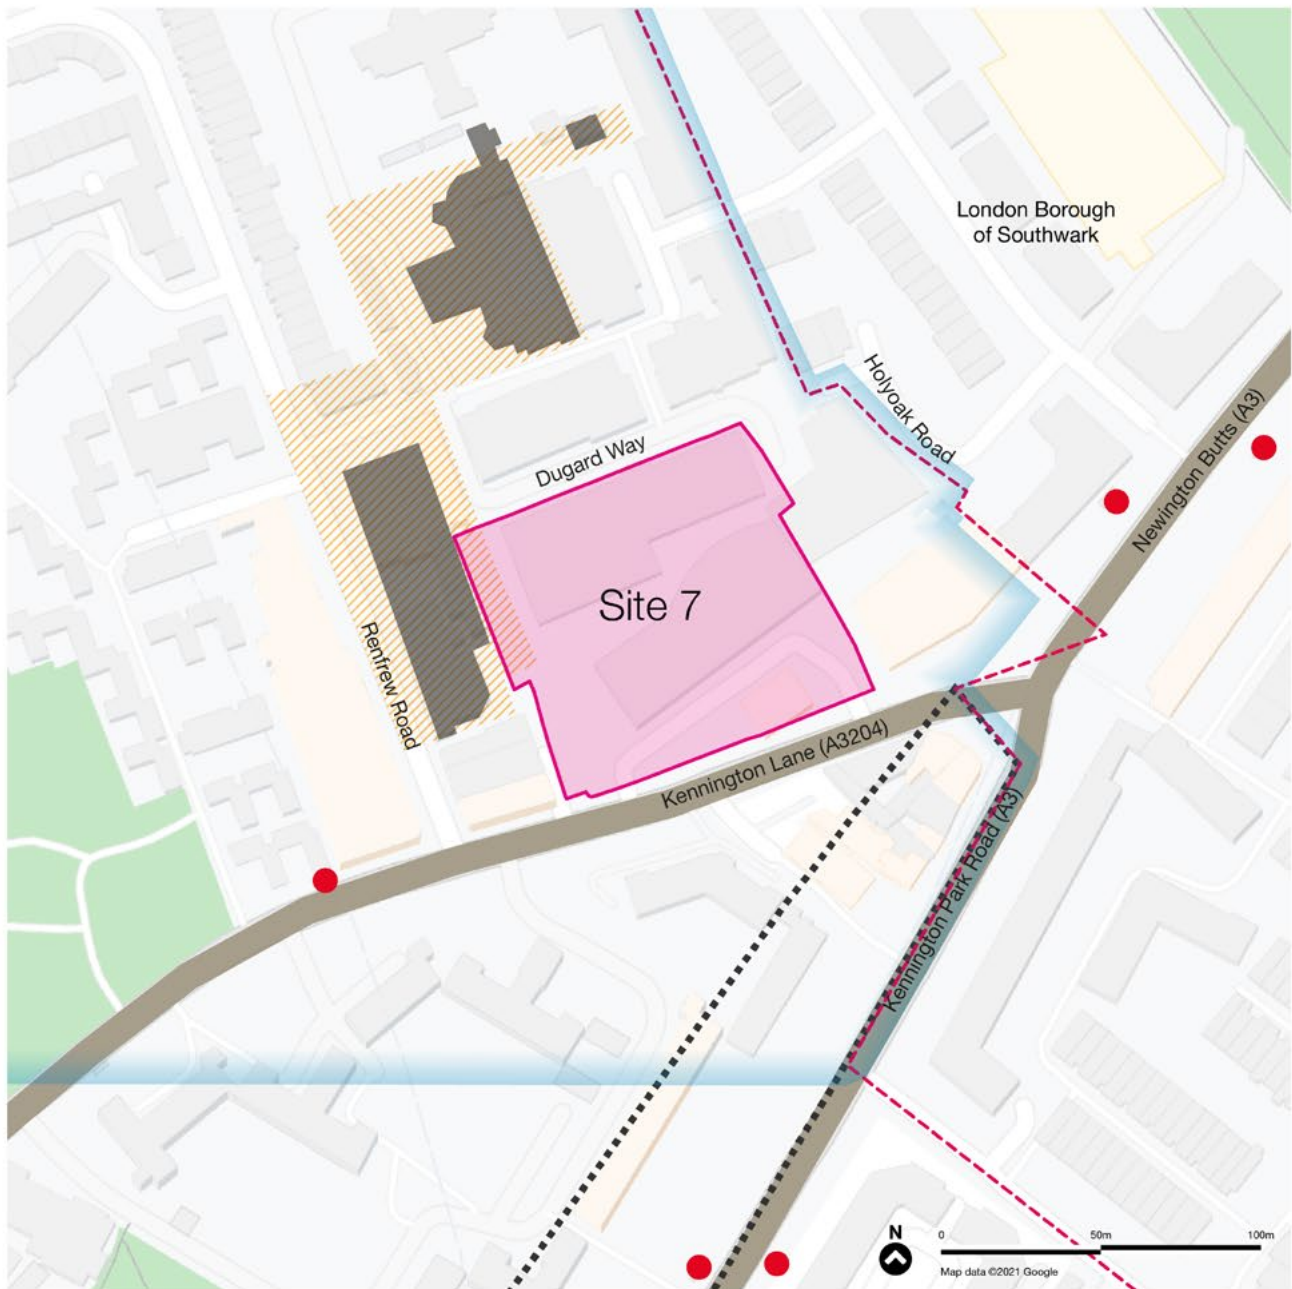 London Borough
of Southwark
Holyoak Road
Newington Butts (A3)
Dugard Way
Site 7
Renfrew Road
Kennington Lane (A3204)
Kennington Park Road (A3)
N
0 50m 100m
Map data ©2021 Google